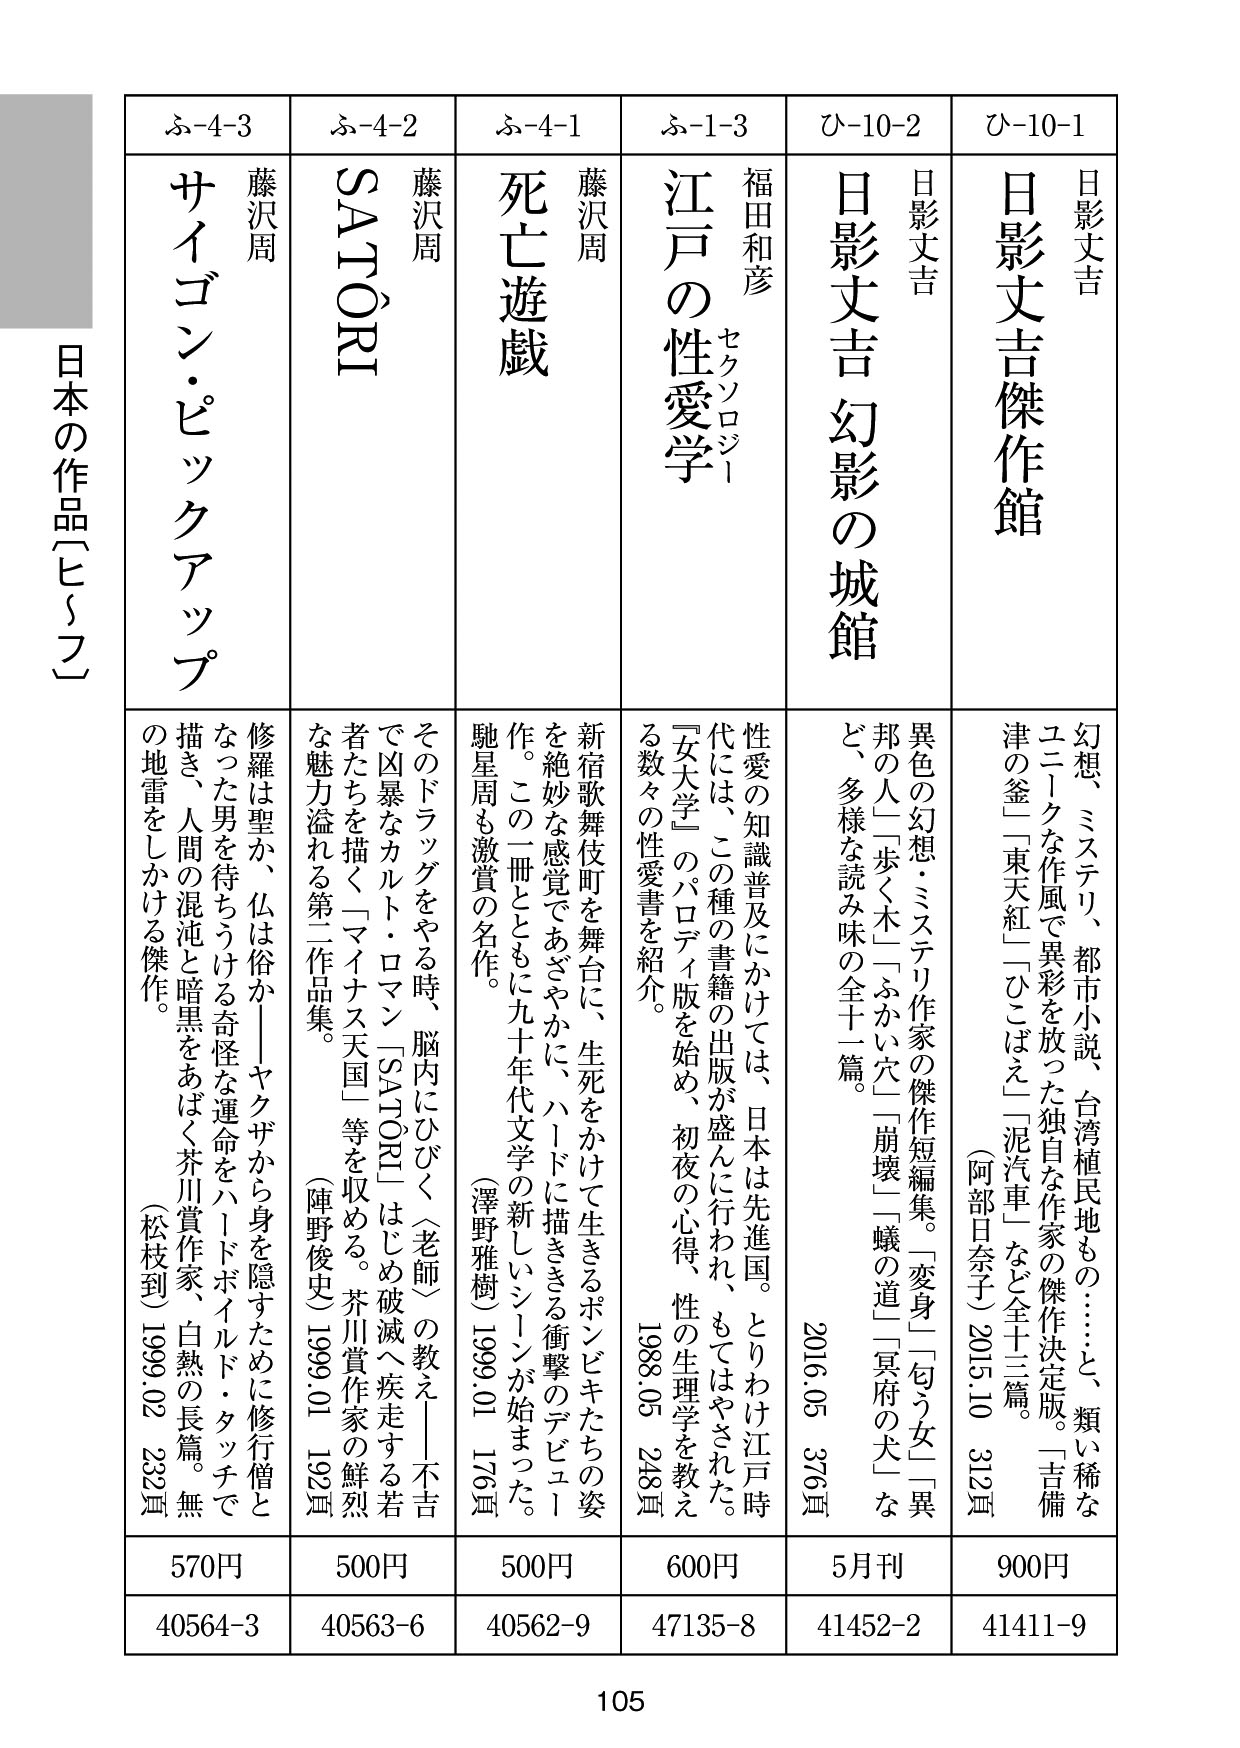 ひ-10-1
日影丈吉
日影丈吉傑作館
幻想、ミステリ、都市小説、台湾植民地もの……と、類い稀な
ユニークな作風で異彩を放った独自な作家の傑作決定版。「吉備
津の釜」「東天紅」「ひこばえ」「泥汽車」など全十三篇。
（阿部日奈子）2015.10　312頁
900円
41411-9
ひ-10-2
日影丈吉
日影丈吉 幻影の城館
異色の幻想・ミステリ作家の傑作短編集。「変身」「匂う女」「異
邦の人」「歩く木」「ふかい穴」「崩壊」「蟻の道」「冥府の犬」な
ど、多様な読み味の全十一篇。
2016.05　376頁
5月刊
41452-2
ふ-1-3
福田和彦
江戸の性愛学
セクソロジー
性愛の知識普及にかけては、日本は先進国。とりわけ江戸時
代には、この種の書籍の出版が盛んに行われ、もてはやされた。
『女大学』のパロディ版を始め、初夜の心得、性の生理学を教え
る数々の性愛書を紹介。
1988.05　248頁
600円
47135-8
ふ-4-1
藤沢周
死亡遊戯
新宿歌舞伎町を舞台に、生死をかけて生きるポンビキたちの姿
を絶妙な感覚であざやかに、ハードに描ききる衝撃のデビュー
作。この一冊とともに九十年代文学の新しいシーンが始まった。
馳星周も激賞の名作。
（澤野雅樹）1999.01　176頁
500円
40562-9
ふ-4-2
藤沢周
SATÔRI
そのドラッグをやる時、脳内にひびく〈老師〉の教え――不吉
で凶暴なカルト・ロマン「SATÔRI」はじめ破滅へ疾走する若
者たちを描く「マイナス天国」等を収める。芥川賞作家の鮮烈
な魅力溢れる第二作品集。
（陣野俊史）1999.01　192頁
500円
40563-6
ふ-4-3
藤沢周
サイゴン・ピックアップ
修羅は聖か、仏は俗か――ヤクザから身を隠すために修行僧と
なった男を待ちうける奇怪な運命をハードボイルド・タッチで
描き、人間の混沌と暗黒をあばく芥川賞作家、白熱の長篇。無
の地雷をしかける傑作。
（松枝到）1999.02　232頁
570円
40564-3
日本の作品〔ヒ～フ〕
105